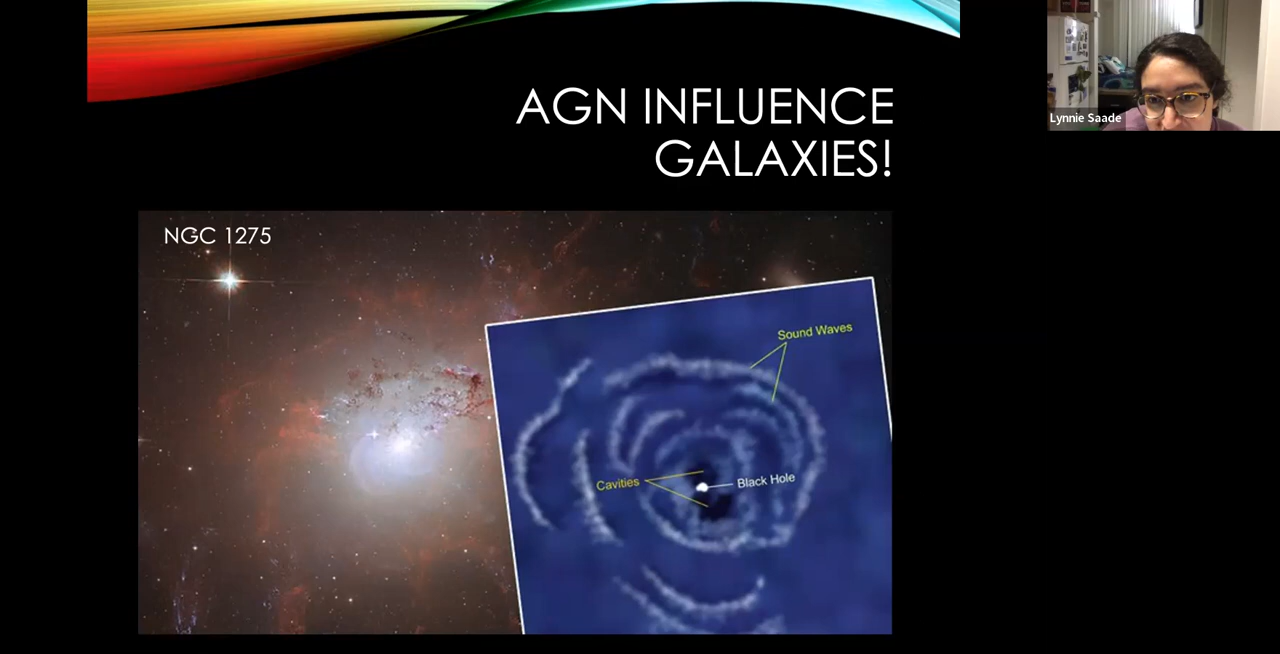 AGN INFLUENCE
GALAXIES!
Lynnie Saade
NGC 1275
Sound Waves
Cavities
Black Hole